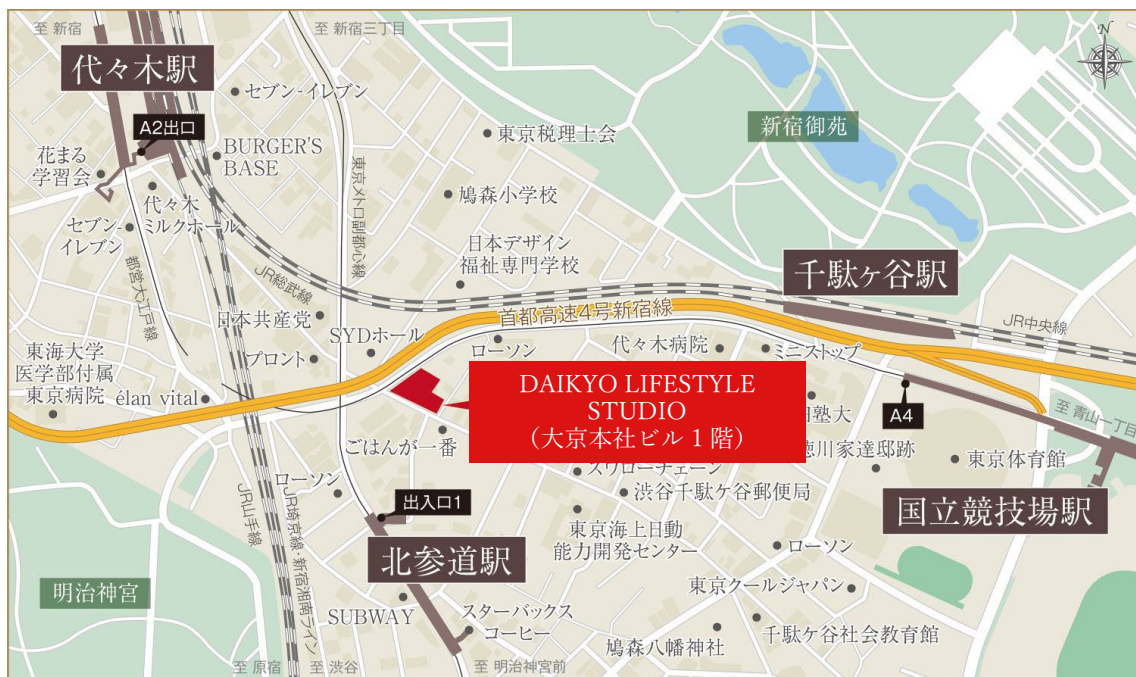 至 新宿
至 新宿三丁目
N
代々木駅
A2出口
セブン-イレブン
花まる
学習会
BURGER'S
BASE
東京税理士会
新宿御苑
東京メトロ副都心線
代々木
ミルクホール
セブン-
イレブン
鳩森小学校
日本デザイン
福祉専門学校
都営大江戸線
JR総武線
千駄ヶ谷駅
首都高速4号新宿線
JR中央線
日本共産党
SYDホール
プロント
ローソン
代々木病院
ミニストップ
東海大学
医学部付属
東京病院
élan vital
DAIKYO LIFESTYLE
STUDIO
（大京本社ビル 1 階）
塾大
A4
至 青山一丁目
ごはんが一番
徳川家達邸跡
東京体育館
スワローチェーン
ローソン
渋谷千駄ケ谷郵便局
出入口1
国立競技場駅
JR山手線
JR埼京線・新宿湘南ライン
北参道駅
東京海上日動
能力開発センター
ローソン
明治神宮
東京クールジャパン
SUBWAY
スターバックス
コーヒー
鳩森八幡神社
千駄ケ谷社会教育館
至 原宿
至 渋谷
至 明治神宮前